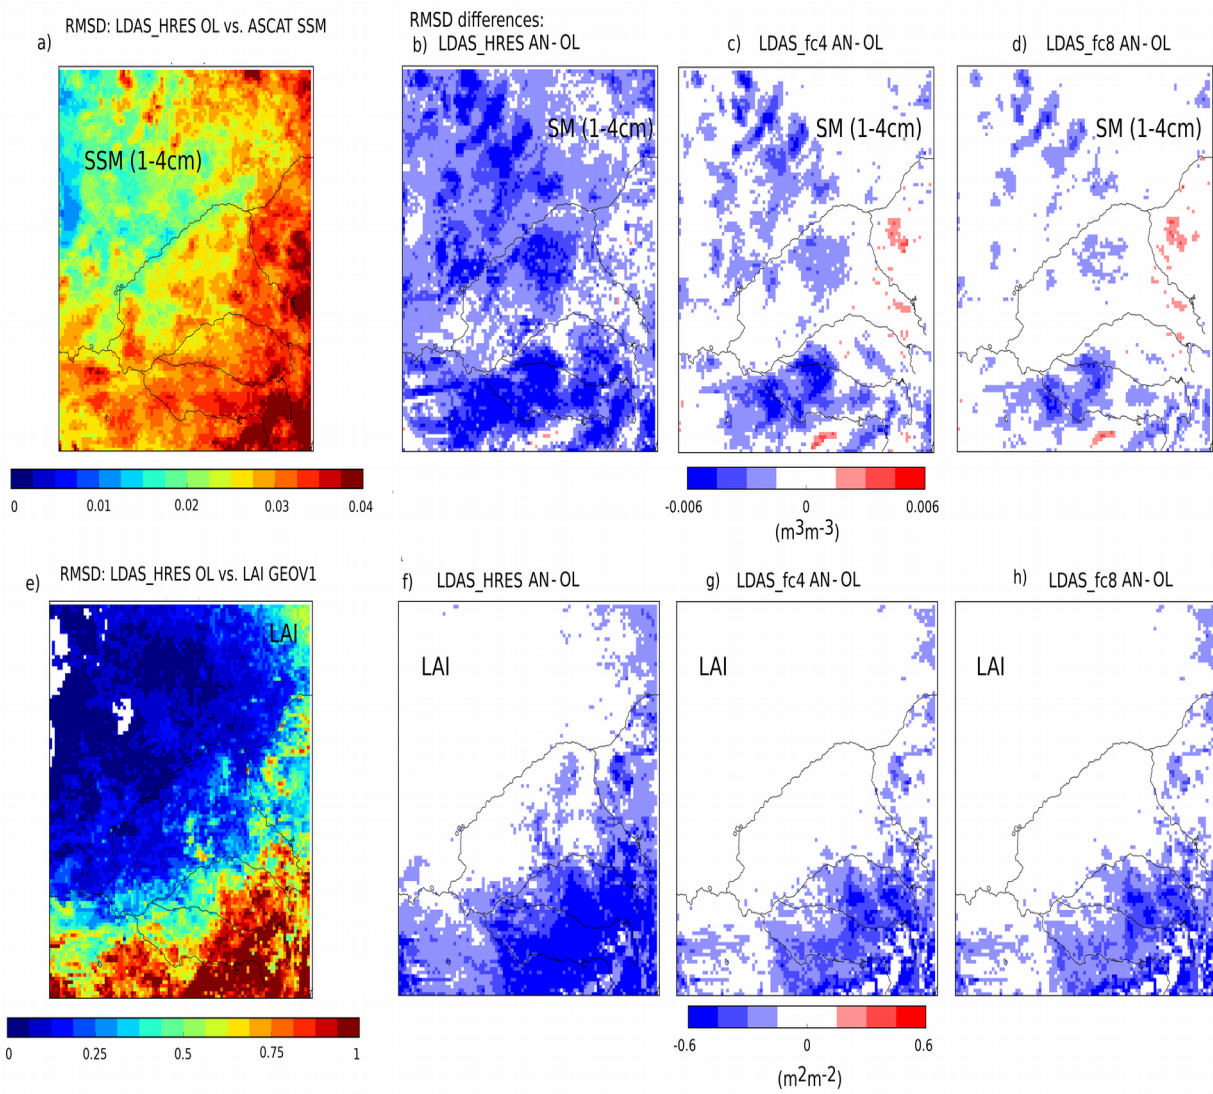 RMSD: LDAS_HRES OL vs. ASCAT SSM
a)
RMSD differences:
b) LDAS_HRES AN-OL
c) LDAS_fc4 AN-OL
d) LDAS_fc8 AN-OL
SSM (1-4cm)
SM (1-4cm)
SM (1-4cm)
SM (1-4cm)
0 0.01 0.02 0.03 0.04
-0.006 0 0.006
(m3m-3)
RMSD: LDAS_HRES OL vs. LAI GEOV1
e)
f) LDAS_HRES AN-OL
g) LDAS_fc4 AN-OL
h) LDAS_fc8 AN-OL
LAI
LAI
LAI
LAI
0 0.25 0.5 0.75 1
-0.6 0 0.6
(m2m-2)